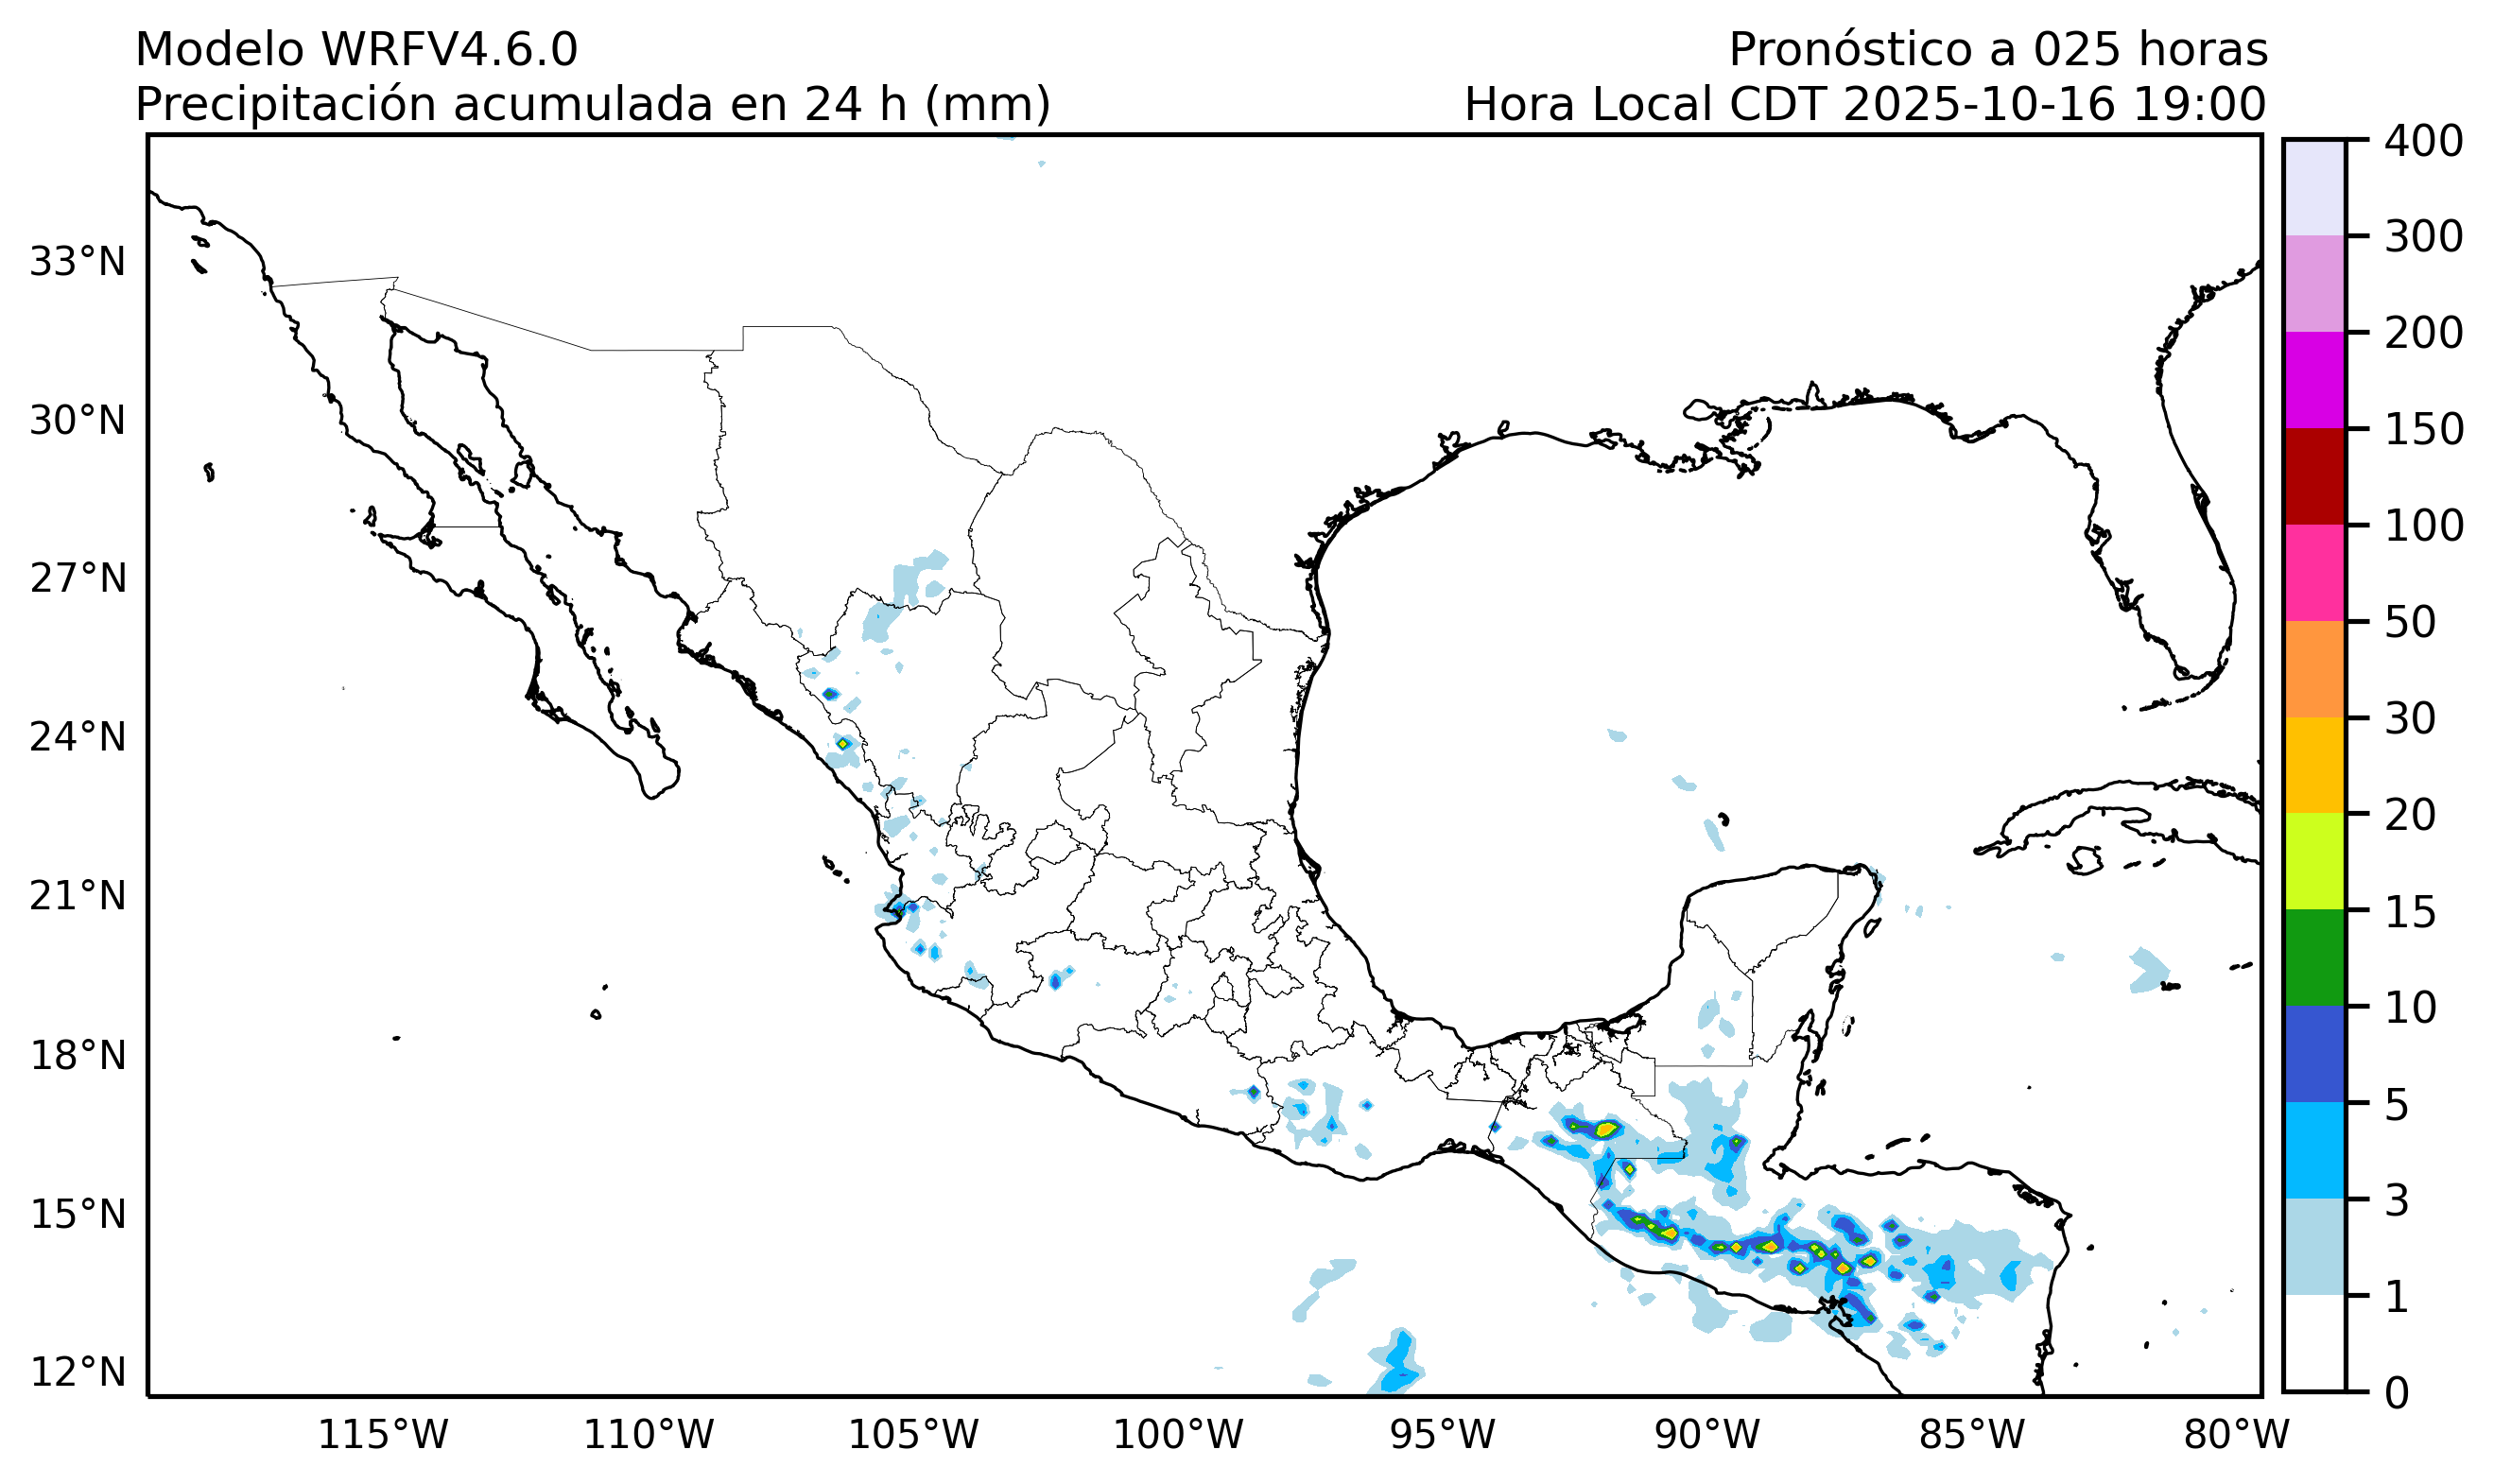 Modelo WRFV4.6.0
Pronóstico a 025 horas
Precipitación acumulada en 24 h (mm)
Hora Local CDT 2025-10-16 19:00
400
300
200
150
100
50
30
20
15
10
5
3
1
0
33°N
30°N
27°N
24°N
21°N
18°N
15°N
12°N
115°W
110°W
105°W
100°W
95°W
90°W
85°W
80°W